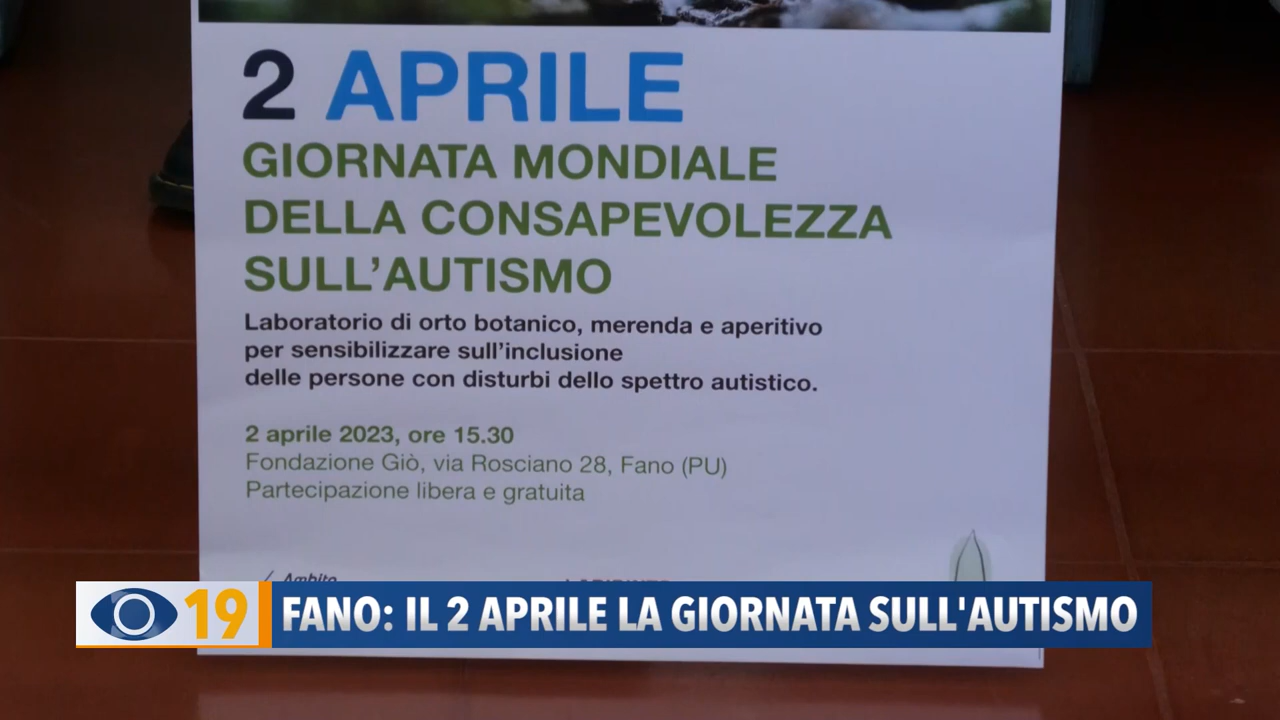 2 APRILE
GIORNATA MONDIALE
DELLA CONSAPEVOLEZZA
SULL'AUTISMO
Laboratorio di orto botanico, merenda e aperitivo
per sensibilizzare sull'inclusione
delle persone con disturbi dello spettro autistico.
2 aprile 2023, ore 15.30
Fondazione Giò, via Rosciano 28, Fano (PU)
Partecipazione libera e gratuita
Ambito
19 FANO: IL 2 APRILE LA GIORNATA SULL'AUTISMO